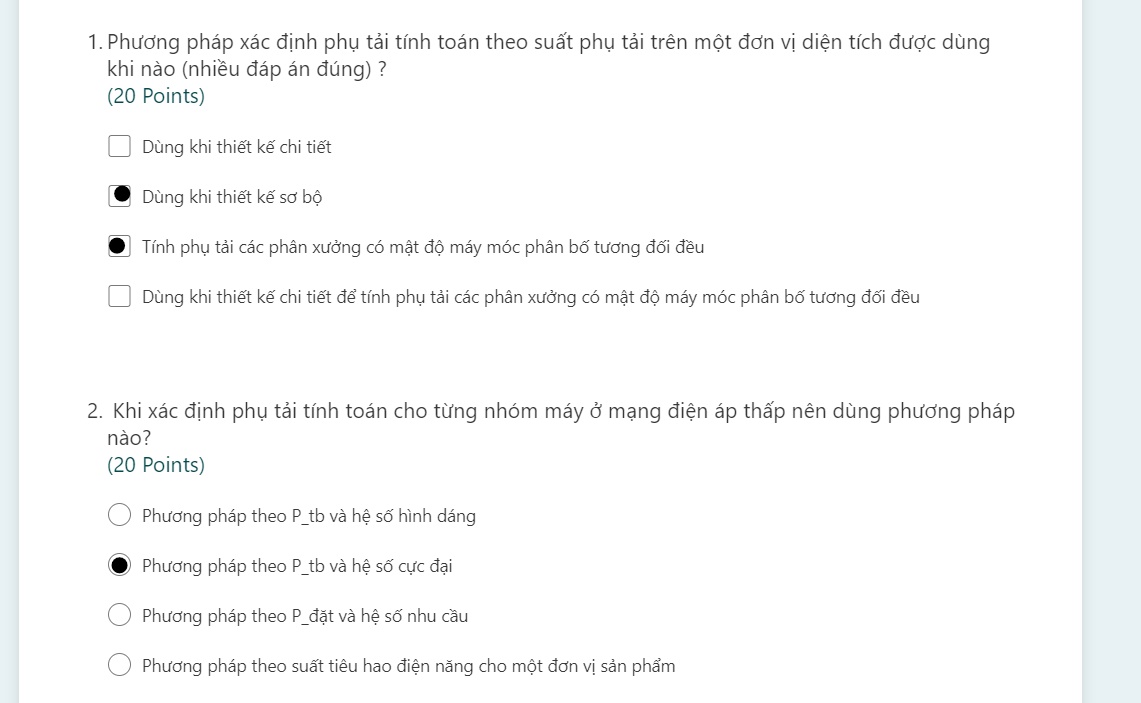 1. Phương pháp xác định phụ tải tính toán theo suất phụ tải trên một đơn vị diện tích được dùng
khi nào (nhiều đáp án đúng) ?
(20 Points)
Dùng khi thiết kế chi tiết
Dùng khi thiết kế sơ bộ
Tính phụ tải các phân xưởng có mật độ máy móc phân bố tương đối đều
Dùng khi thiết kế chi tiết để tính phụ tải các phân xưởng có mật độ máy móc phân bố tương đối đều
2. Khi xác định phụ tải tính toán cho từng nhóm máy ở mạng điện áp thấp nên dùng phương pháp
nào?
(20 Points)
Phương pháp theo P_tb và hệ số hình dáng
Phương pháp theo P_tb và hệ số cực đại
Phương pháp theo P_đặt và hệ số nhu cầu
Phương pháp theo suất tiêu hao điện năng cho một đơn vị sản phẩm